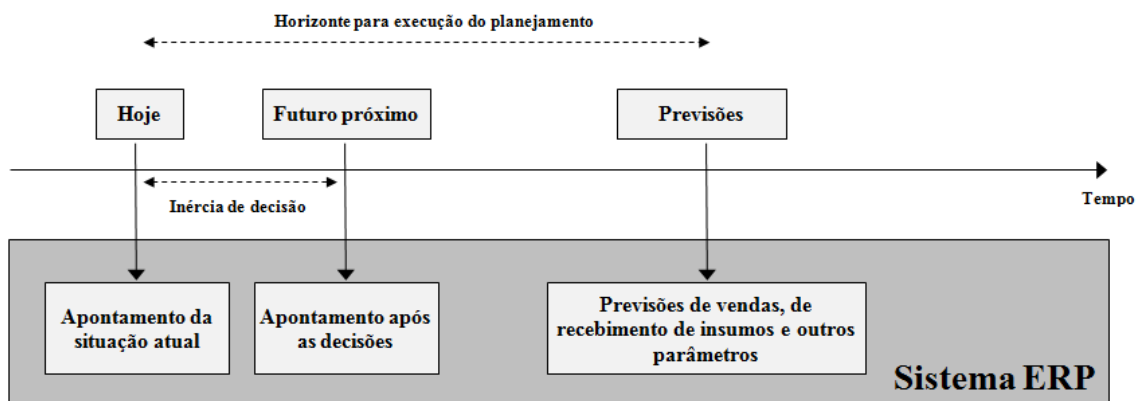 Horizonte para execução do planejamento
Hoje
Futuro próximo
Previsões
Inércia de decisão
Tempo
Apontamento da
situação atual
Apontamento após
as decisões
Previsões de vendas, de
recebimento de insumos e outros
parâmetros
Sistema ERP